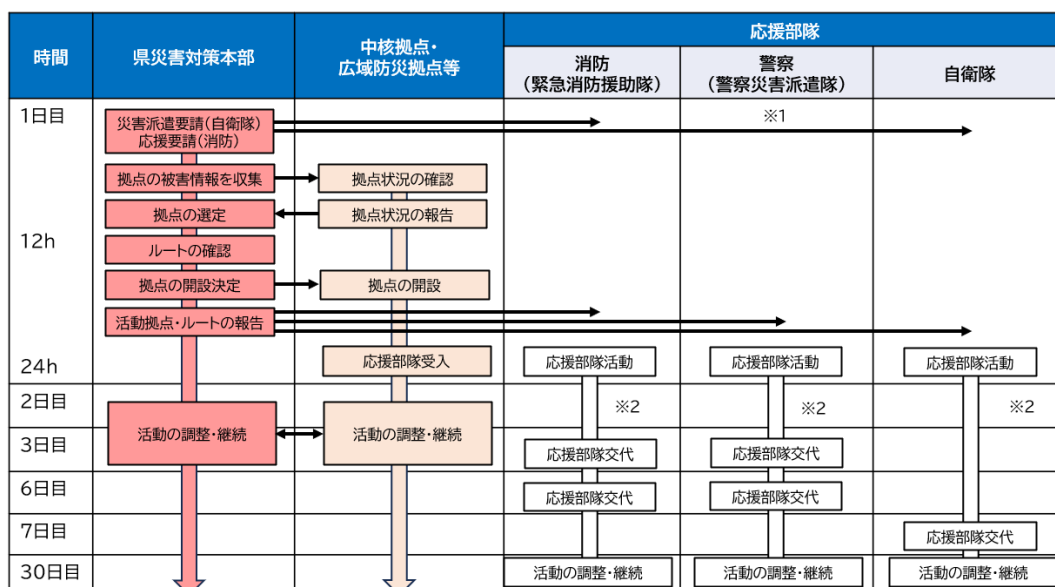 時間
県災害対策本部
中核拠点・
広域防災拠点等
応援部隊
消防
(緊急消防援助隊)
警察
(警察災害派遣隊)
自衛隊
1日目
災害派遣要請(自衛隊)
応援要請(消防)
※1
拠点の被害情報を収集
拠点状況の確認
拠点の選定
拠点状況の報告
12h
ルートの確認
拠点の開設決定
拠点の開設
活動拠点・ルートの報告
24h
応援部隊受入
応援部隊活動
応援部隊活動
応援部隊活動
2日目
※2
※2
※2
活動の調整・継続
活動の調整・継続
3日目
応援部隊交代
応援部隊交代
6日目
応援部隊交代
応援部隊交代
7日目
応援部隊交代
30日目
活動の調整・継続
活動の調整・継続
活動の調整・継続